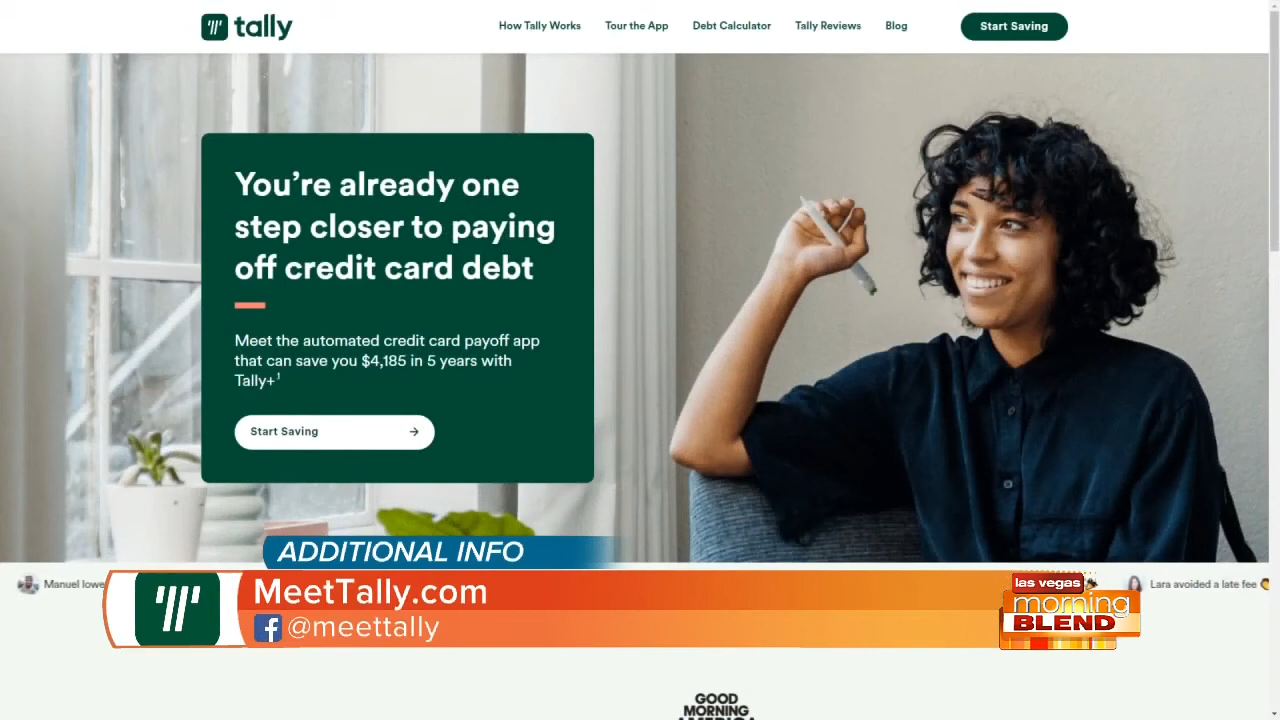 tally
How Tally Works Tour the App Debt Calculator Tally Reviews Blog Start Saving
You're already one
step closer to paying
off credit card debt
Meet the automated credit card payoff app
that can save you $4,185 in 5 years with
Tally+¹
Start Saving →
ADDITIONAL INFO
Manuel lowe
Lara avoided a late fee
MeetTally.com
@meettally
las vegas
morning
BLEND
GOOD
MORNING
AMERICA